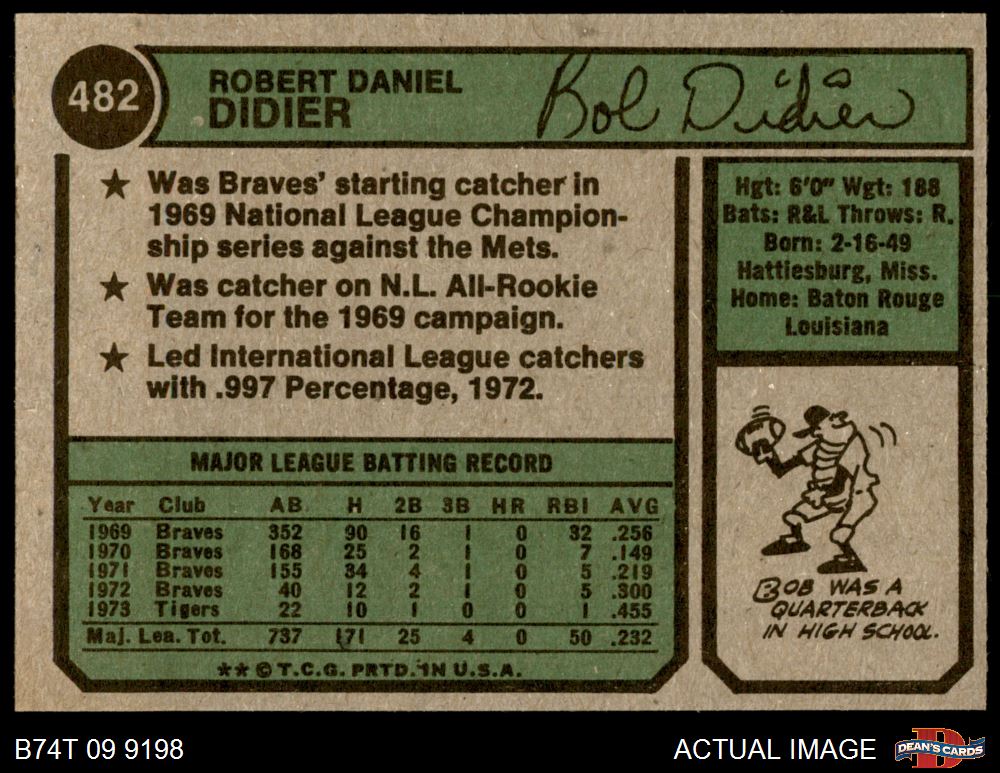 482
ROBERT DANIEL
DIDIER
Bob Didier
★ Was Braves' starting catcher in
1969 National League Champion-
ship series against the Mets.
★ Was catcher on N.L. All-Rookie
Team for the 1969 campaign.
★ Led International League catchers
with .997 Percentage, 1972.
MAJOR LEAGUE BATTING RECORD
Year Club AB H 2B 3B HR RBI AVG
1969 Braves 352 90 16 1 0 32 .256
1970 Braves 168 25 2 1 0 7 .149
1971 Braves 155 34 4 1 0 5 .219
1972 Braves 40 12 2 1 0 5 .300
1973 Tigers 22 10 1 0 0 1 .455
Maj. Lea. Tot. 737 171 25 4 0 50 .232
** © T.C.G. PRTD. IN U.S.A.
Hgt: 6'0" Wgt: 188
Bats: R&L Throws: R.
Born: 2-16-49
Hattiesburg, Miss.
Home: Baton Rouge
Louisiana
BOB WAS A
QUARTERBACK
IN HIGH SCHOOL.
B74T 09 9198
ACTUAL IMAGE
D
DEAN'S CARDS